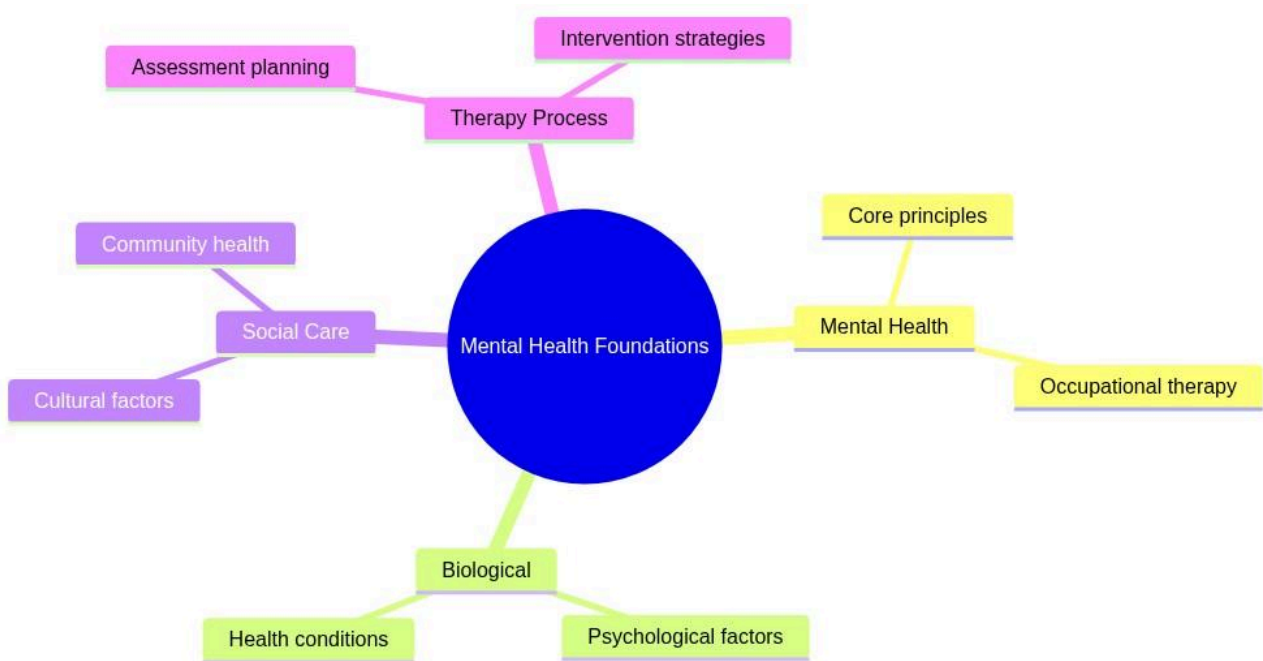 Intervention strategies
Assessment planning
Therapy Process
Core principles
Community health
Mental Health
Social Care
Mental Health Foundations
Occupational therapy
Cultural factors
Biological
Health conditions
Psychological factors